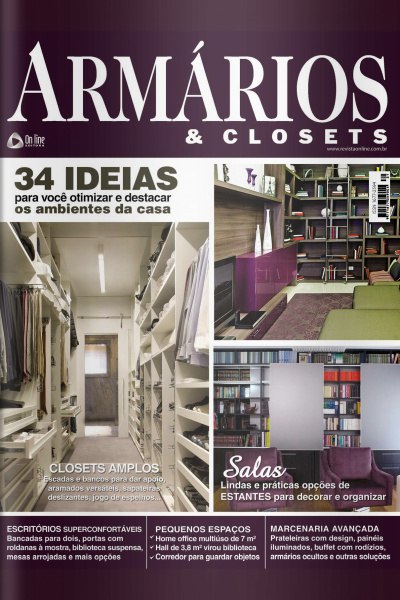 ARMÁRIOS
& CLOSETS
On line
EDITORA
www.revistaonline.com.br
34 IDEIAS
para você otimizar e destacar
os ambientes da casa
CLOSETS AMPLOS
Escadas e bancos para dar apoio,
aramados versáteis, sapateiras
deslizantes, jogo de espelhos...
Salas
Lindas e práticas opções de
ESTANTES para decorar e organizar
ESCRITÓRIOS SUPERCONFORTÁVEIS
Bancadas para dois, portas com
roldanas à mostra, biblioteca suspensa,
mesas arrojadas e mais opções
PEQUENOS ESPAÇOS
✓ Home office multiúso de 7 m²
✓ Hall de 3,8 m² virou biblioteca
✓ Corredor para guardar objetos
MARCENARIA AVANÇADA
Prateleiras com design, painéis
iluminados, buffet com rodízios,
armários ocultos e outras soluções